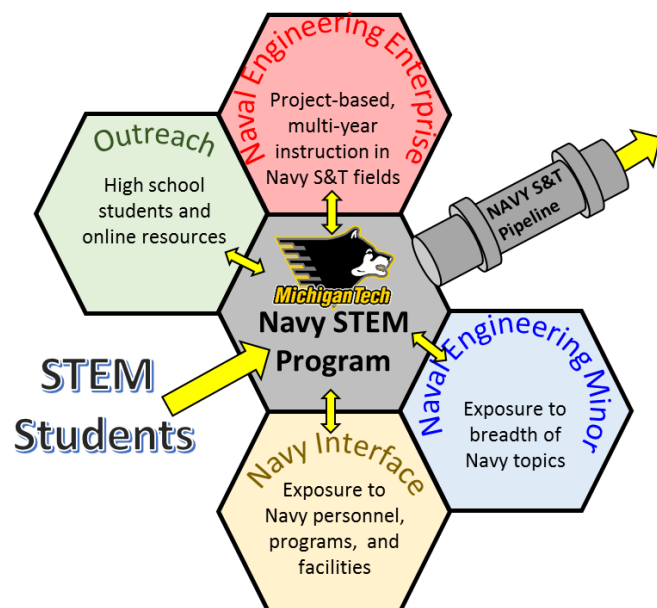 Naval Engineering Enterprise
Project-based,
multi-year
instruction in
Navy S&T fields
Outreach
High school
students and
online resources
NAVY S&T
Pipeline
MichiganTech
Navy STEM
Program
STEM
Students
Naval Engineering Minor
Exposure to
breadth of
Navy topics
Navy Interface
Exposure to
Navy personnel,
programs, and
facilities